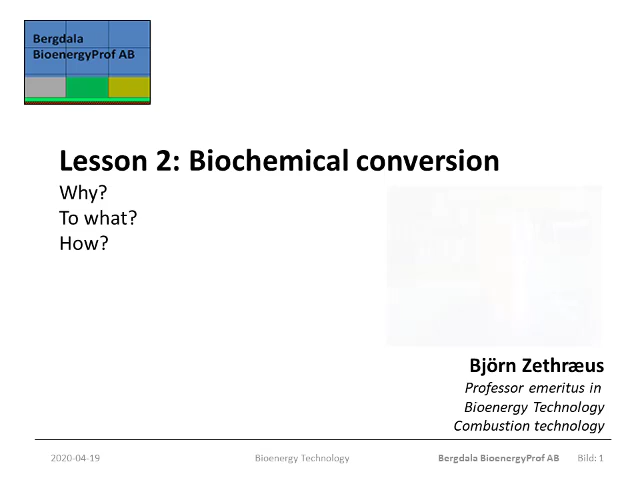 Bergdala
BioenergyProf AB
Lesson 2: Biochemical conversion
Why?
To what?
How?
Björn Zethræus
Professor emeritus in
Bioenergy Technology
Combustion technology
2020-04-19 Bioenergy Technology Bergdala BioenergyProf AB Bild: 1